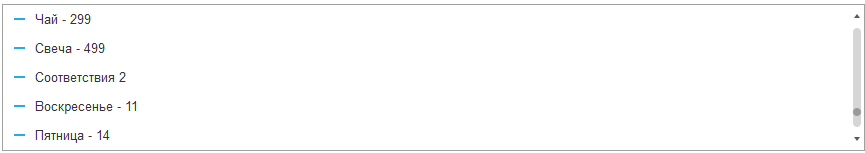 Чай - 299
Свеча - 499
Соответствия 2
Воскресенье - 11
Пятница - 14